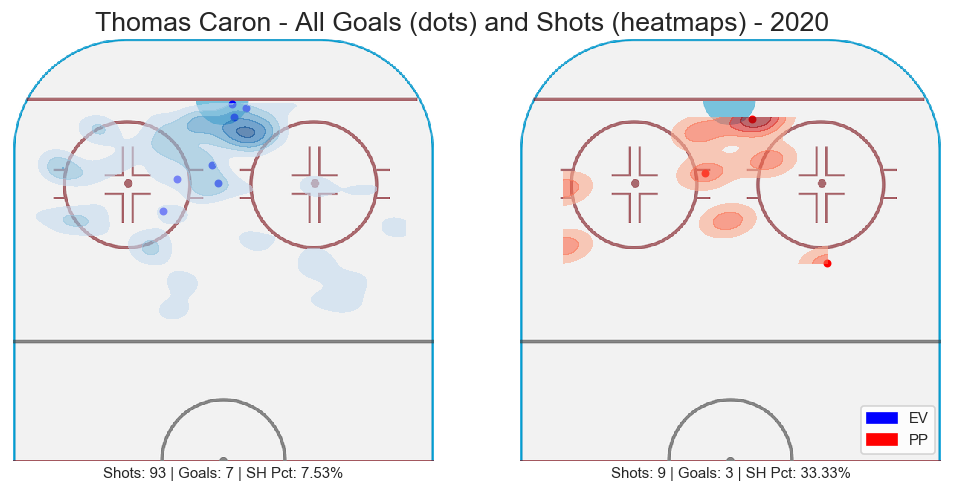 Thomas Caron - All Goals (dots) and Shots (heatmaps) - 2020
EV
PP
Shots: 93 | Goals: 7 | SH Pct: 7.53%
Shots: 9 | Goals: 3 | SH Pct: 33.33%